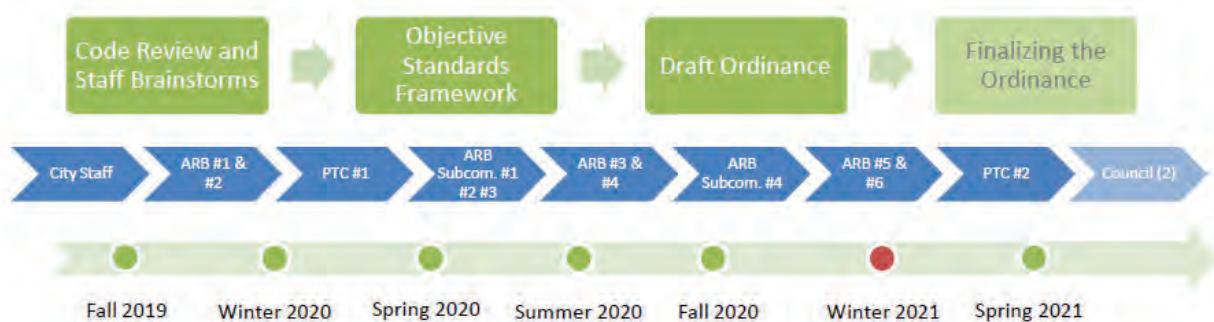 Code Review and
Staff Brainstorms
Objective
Standards
Framework
Draft Ordinance
Finalizing the
Ordinance
City Staff
ARB #1 &
#2
PTC #1
ARB
Subcom. #1
#2 #3
ARB #3 &
#4
ARB
Subcom. #4
ARB #5 &
#6
PTC #2
Council (2)
Fall 2019
Winter 2020
Spring 2020
Summer 2020
Fall 2020
Winter 2021
Spring 2021